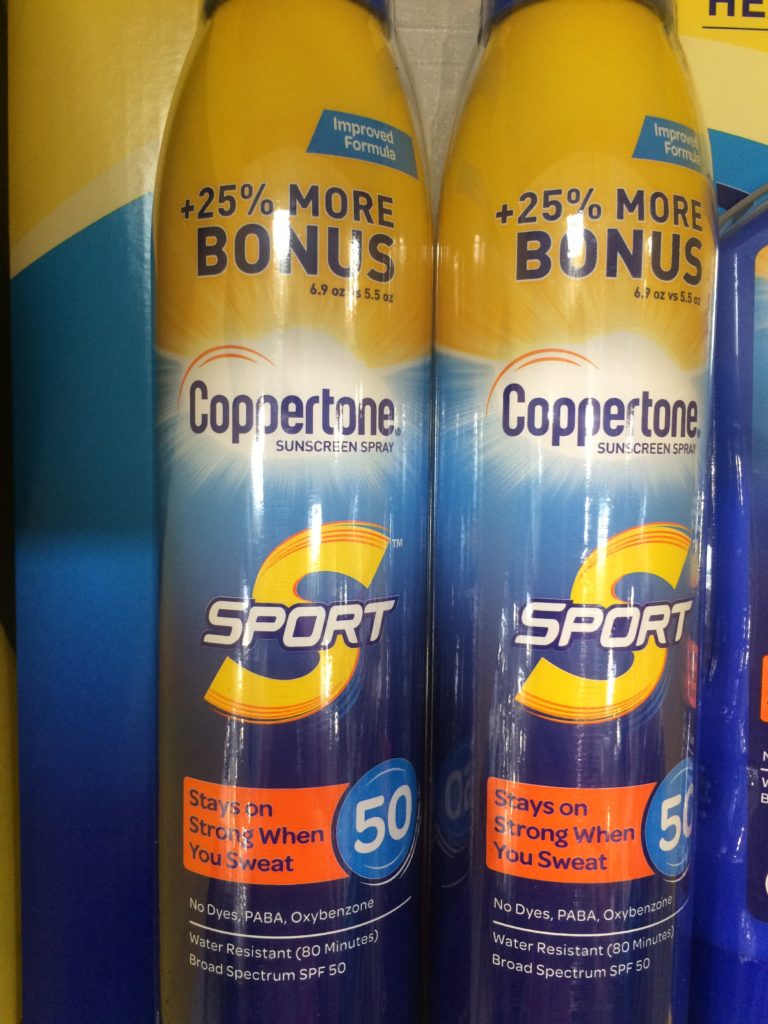 HE
Improved
Formula
+25% MORE
BONUS
6.9 oz vs 5.5 oz
Coppertone®
SUNSCREEN SPRAY
S
SPORT™
Stays on
Strong When
You Sweat
50
No Dyes, PABA, Oxybenzone
Water Resistant (80 Minutes)
Broad Spectrum SPF 50
Improved
Formula
+25% MORE
BONUS
6.9 oz vs 5.5 oz
Coppertone®
SUNSCREEN SPRAY
S
SPORT
Stays on
Strong When
You Sweat
50
No Dyes, PABA, Oxybenzone
Water Resistant (80 Minutes)
Broad Spectrum SPF 50